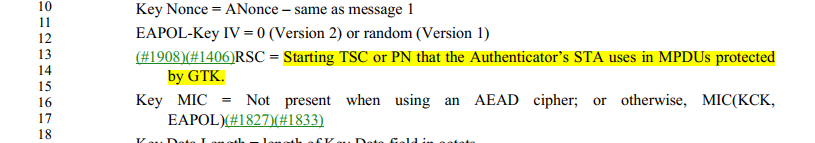 10 Key Nonce = ANonce – same as message 1
11
12 EAPOL-Key IV = 0 (Version 2) or random (Version 1)
13 (#1908)(#1406)RSC = Starting TSC or PN that the Authenticator's STA uses in MPDUs protected
14 by GTK.
15
16 Key MIC = Not present when using an AEAD cipher; or otherwise, MIC(KCK,
17 EAPOL)(#1827)(#1833)
18 Key Data Length = length of Key Data field in octets